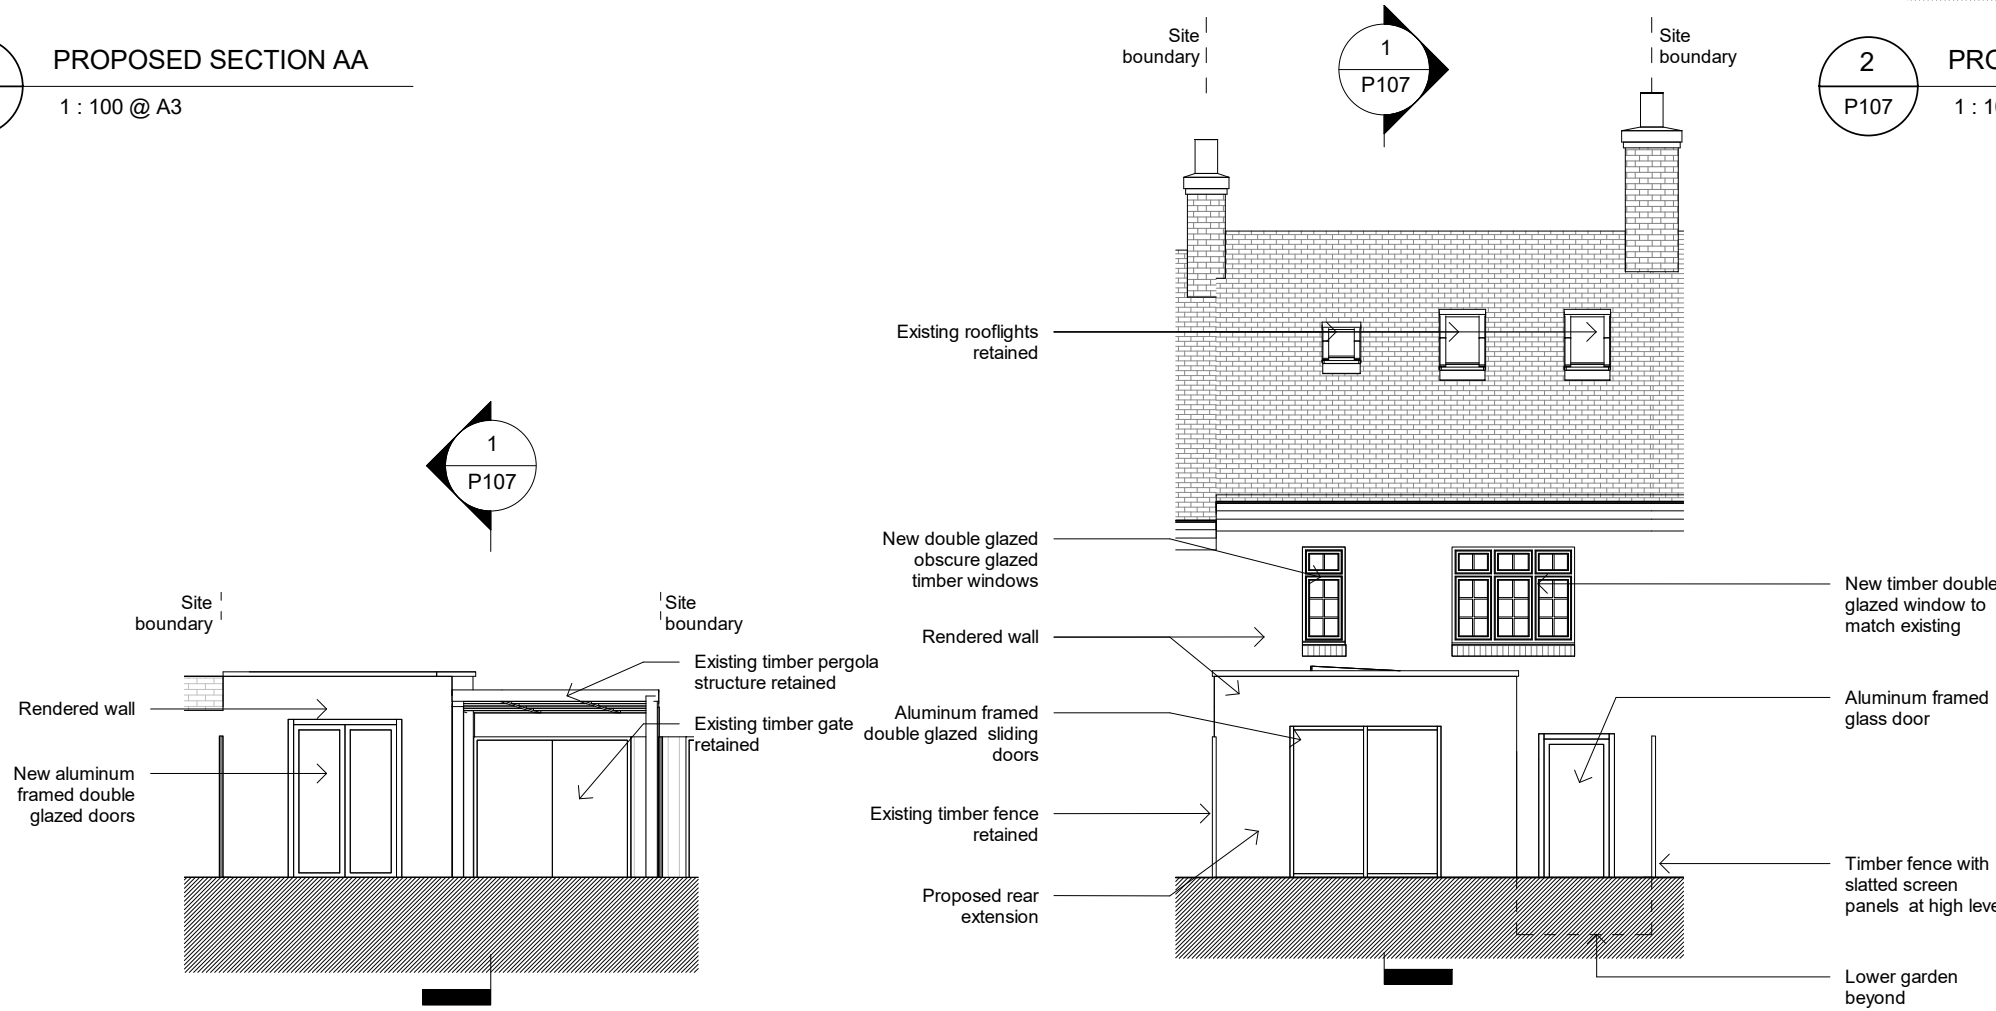 PROPOSED SECTION AA
1 : 100 @ A3
Site
boundary
1
P107
Site
boundary
2
P107
Existing rooflights
retained
1
P107
New double glazed
obscure glazed
timber windows
New timber double
glazed window to
match existing
Rendered wall
Site
boundary
Site
boundary
Existing timber pergola
structure retained
Rendered wall
Existing timber gate
retained
New aluminum
framed double
glazed doors
Aluminum framed
double glazed sliding
doors
Aluminum framed
glass door
Existing timber fence
retained
Proposed rear
extension
Timber fence with
slatted screen
panels at high
Lower garden
beyond